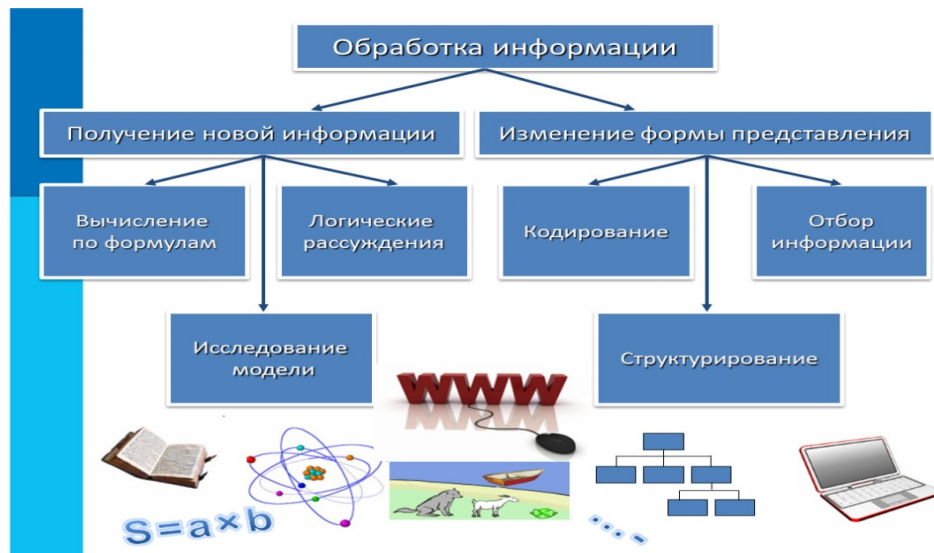 Обработка информации
Получение новой информации
Изменение формы представления
Вычисление
по формулам
Логические
рассуждения
Кодирование
Отбор
информации
Исследование
модели
Структурирование
www
S=a×b
...-